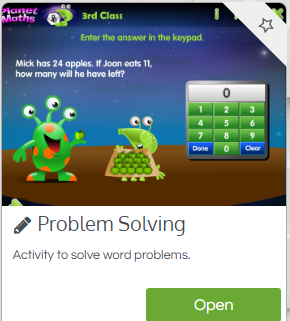 Planet
Maths
3rd Class
Enter the answer in the keypad.
Mick has 24 apples. If Joan eats 11,
how many will he have left?
0
1 2 3
4 5 6
7 8 9
Done 0 Clear
Problem Solving
Activity to solve word problems.
Open